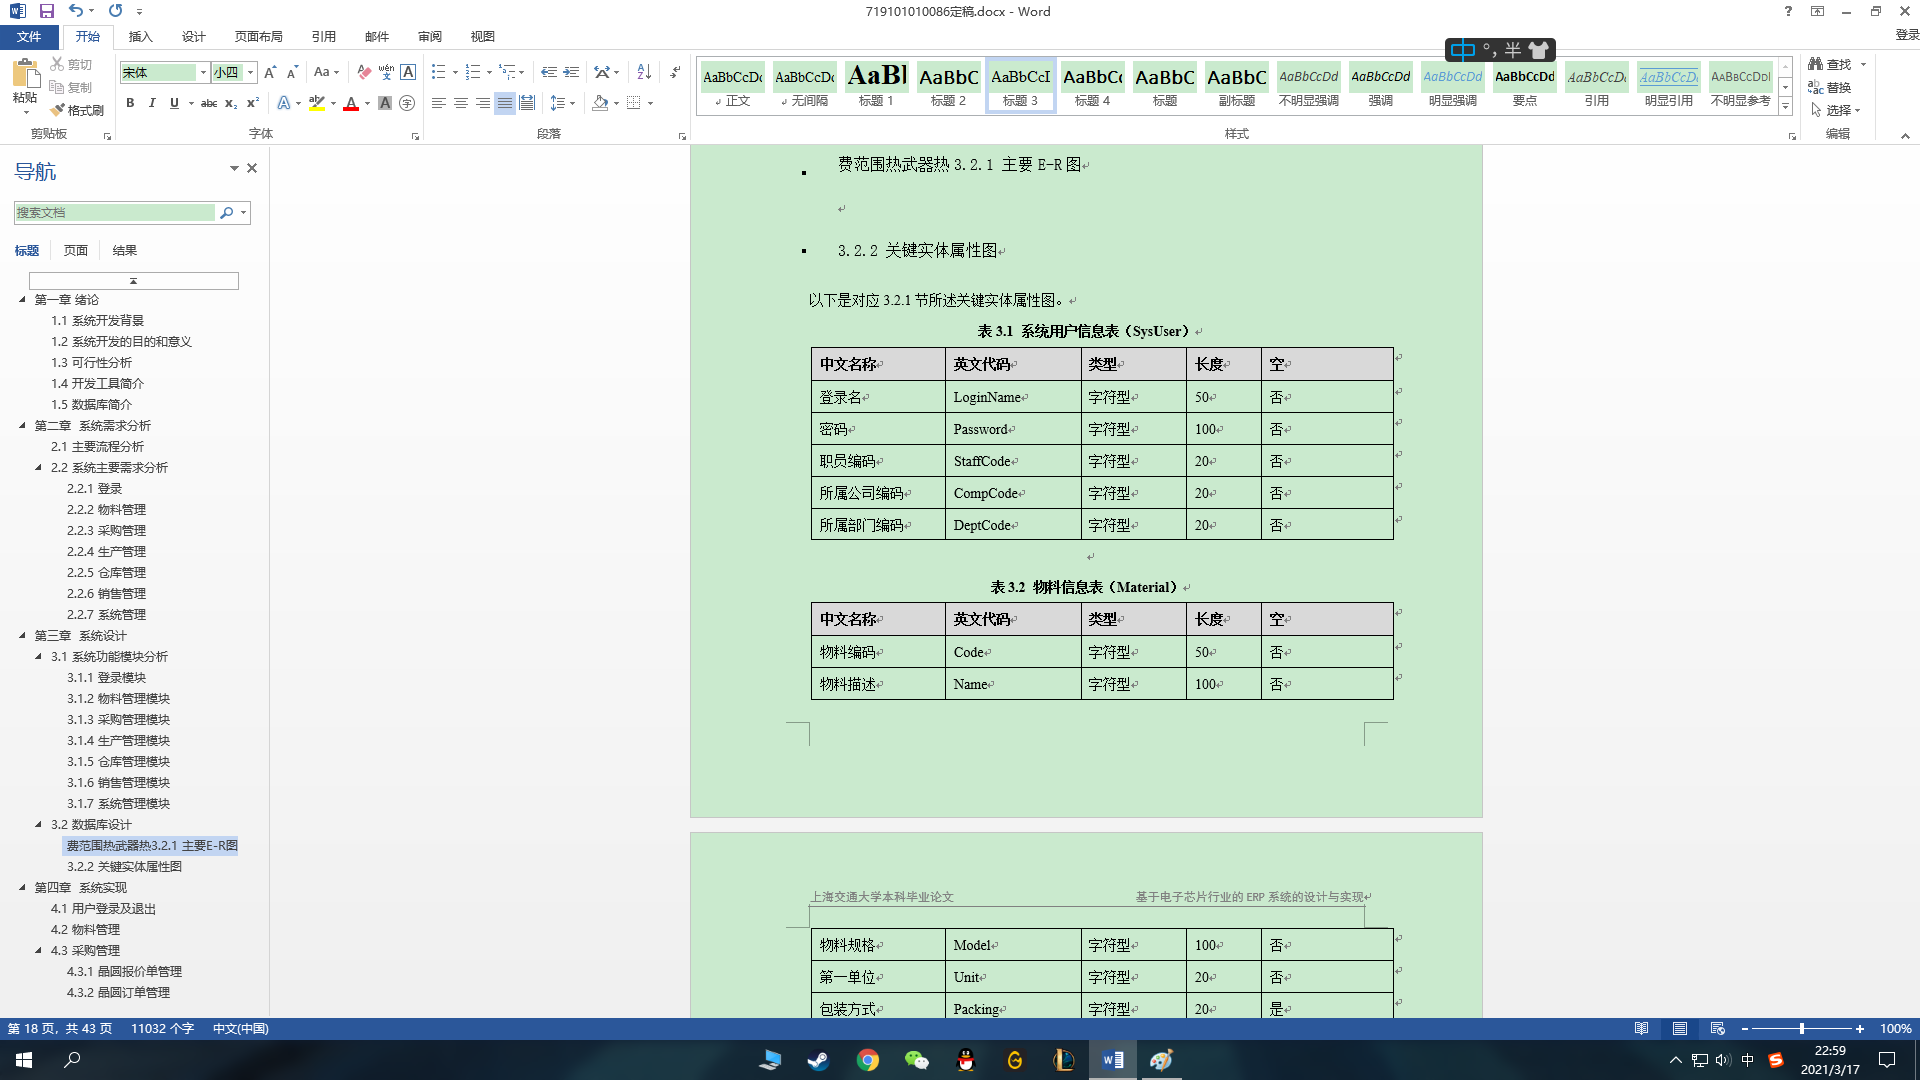 719101010086定稿.docx - Word
登录
文件 开始 插入 设计 页面布局 引用 邮件 审阅 视图
中 °, 半
粘贴 剪切 复制 格式刷
宋体 小四
剪贴板 字体 段落 样式 编辑
AaBbCcDc AaBbCcDc AaBl AaBbC AaBbCcI AaBbCc AaBbC AaBbC AaBbCcDd AaBbCcDd AaBbCcDd AaBbCcDd AaBbCcDc AaBbCcDc AaBbCcDd
正文 无间隔 标题 1 标题 2 标题 3 标题 4 标题 副标题 不明显强调 强调 明显强调 要点 引用 明显引用 不明显参考
查找
替换
选择
导航
搜索文档
标题 页面 结果
第一章 绪论
1.1 系统开发背景
1.2 系统开发的目的和意义
1.3 可行性分析
1.4 开发工具简介
1.5 数据库简介
第二章 系统需求分析
2.1 主要流程分析
2.2 系统主要需求分析
2.2.1 登录
2.2.2 物料管理
2.2.3 采购管理
2.2.4 生产管理
2.2.5 仓库管理
2.2.6 销售管理
2.2.7 系统管理
第三章 系统设计
3.1 系统功能模块分析
3.1.1 登录模块
3.1.2 物料管理模块
3.1.3 采购管理模块
3.1.4 生产管理模块
3.1.5 仓库管理模块
3.1.6 销售管理模块
3.1.7 系统管理模块
3.2 数据库设计
费范围热武器热3.2.1 主要E-R图
3.2.2 关键实体属性图
第四章 系统实现
4.1 用户登录及退出
4.2 物料管理
4.3 采购管理
4.3.1 晶圆报价单管理
4.3.2 晶圆订单管理
费范围热武器热 3.2.1 主要 E-R 图
3.2.2 关键实体属性图
以下是对应 3.2.1 节所述关键实体属性图。
表 3.1 系统用户信息表（SysUser）
中文名称 英文代码 类型 长度 空
登录名 LoginName 字符型 50 否
密码 Password 字符型 100 否
职员编码 StaffCode 字符型 20 否
所属公司编码 CompCode 字符型 20 否
所属部门编码 DeptCode 字符型 20 否
表 3.2 物料信息表（Material）
中文名称 英文代码 类型 长度 空
物料编码 Code 字符型 50 否
物料描述 Name 字符型 100 否
上海交通大学本科毕业论文 基于电子芯片行业的 ERP 系统的设计与实现
物料规格 Model 字符型 100 否
第一单位 Unit 字符型 20 否
包装方式 Packing 字符型 20 是
第 18 页，共 43 页 11032 个字 中文(中国)
100%
中
22:59
2021/3/17